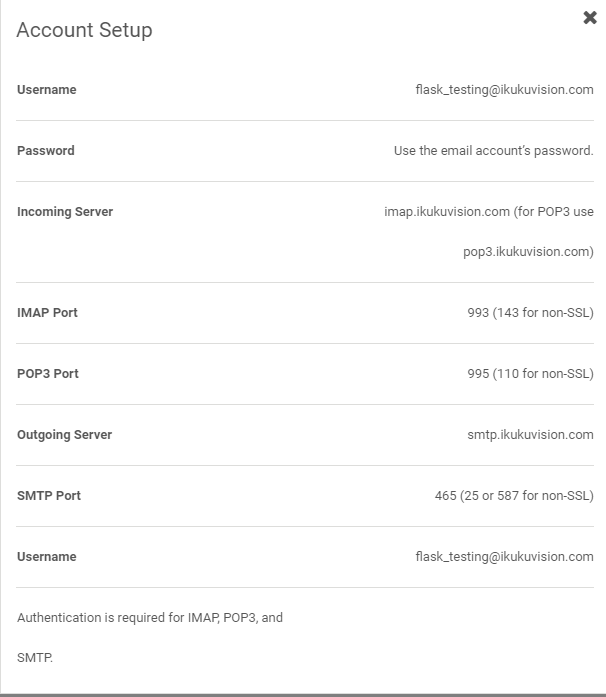 Account Setup
Username flask_testing@ikukuvision.com
Password Use the email account's password.
Incoming Server imap.ikukuvision.com (for POP3 use
pop3.ikukuvision.com)
IMAP Port 993 (143 for non-SSL)
POP3 Port 995 (110 for non-SSL)
Outgoing Server smtp.ikukuvision.com
SMTP Port 465 (25 or 587 for non-SSL)
Username flask_testing@ikukuvision.com
Authentication is required for IMAP, POP3, and
SMTP.